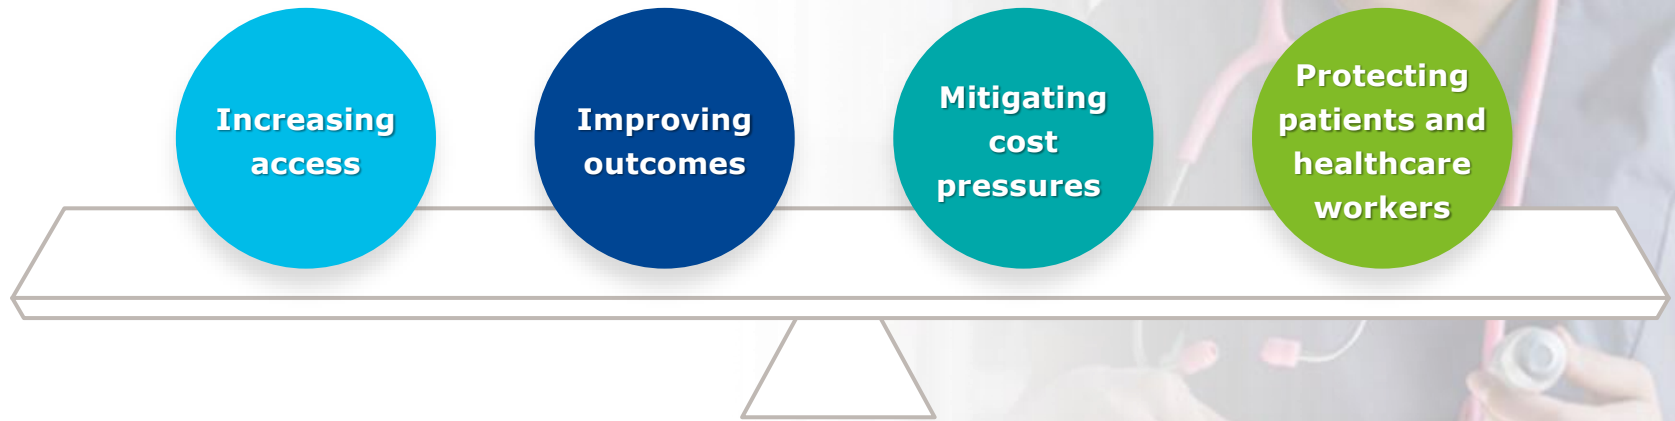 Increasing
access
Improving
outcomes
Mitigating
cost
pressures
Protecting
patients and
healthcare
workers